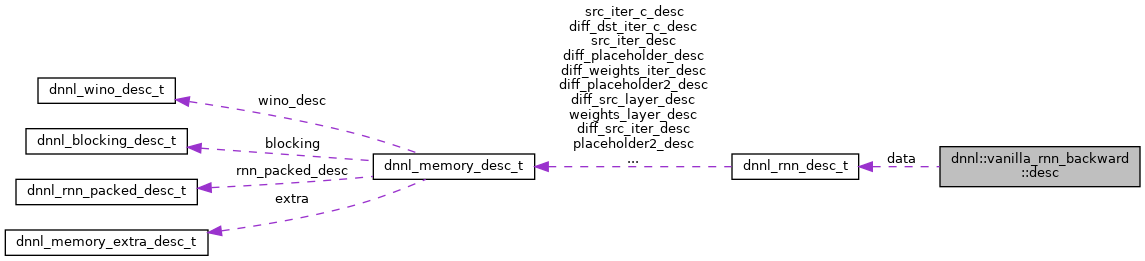 src_iter_c_desc
diff_dst_iter_c_desc
src_iter_desc
diff_placeholder_desc
diff_weights_iter_desc
diff_placeholder2_desc
diff_src_layer_desc
weights_layer_desc
diff_src_iter_desc
placeholder2_desc
...
dnnl_wino_desc_t
wino_desc
dnnl_blocking_desc_t
blocking
dnnl_rnn_packed_desc_t
rnn_packed_desc
dnnl_memory_extra_desc_t
extra
dnnl_memory_desc_t
dnnl_rnn_desc_t
data
dnnl::vanilla_rnn_backward
::desc